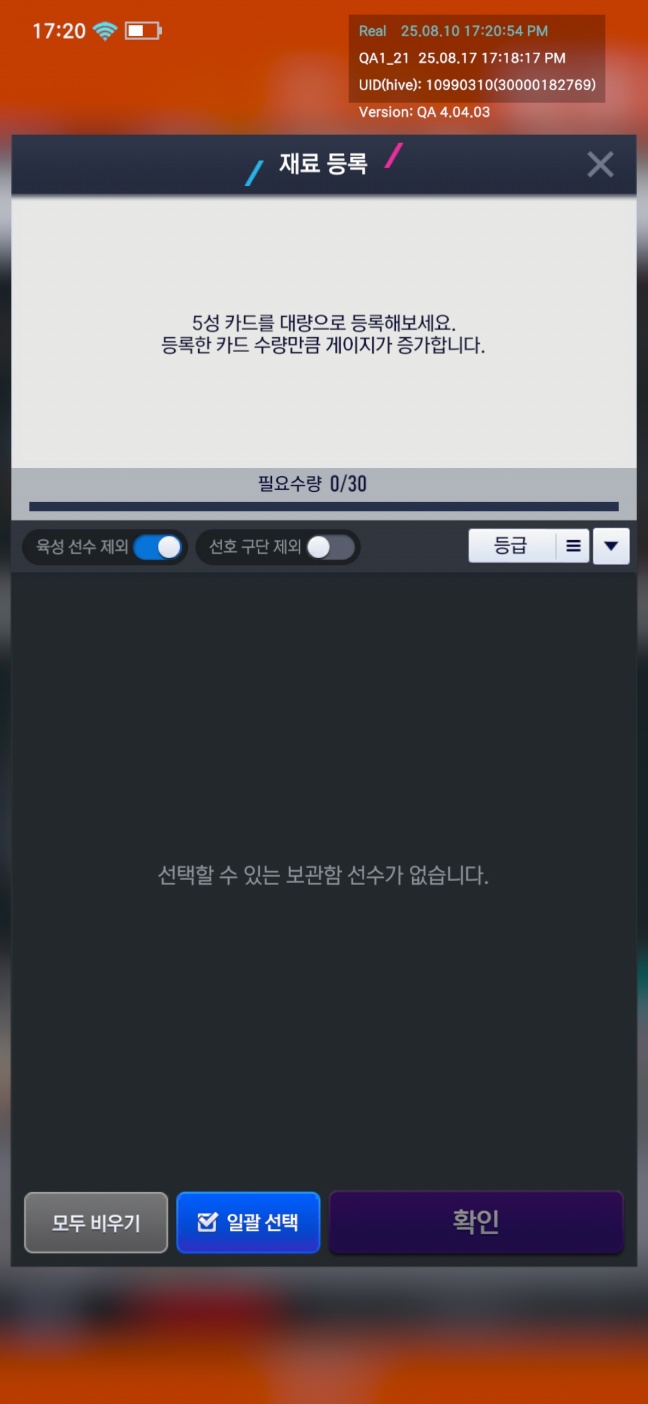 17:20
Real 25.08.10 17:20:54 PM
QA1_21 25.08.17 17:18:17 PM
UID(hive): 10990310(30000182769)
Version: QA 4.04.03
재료 등록
5성 카드를 대량으로 등록해보세요.
등록한 카드 수량만큼 게이지가 증가합니다.
필요수량 0/30
육성 선수 제외 선호 구단 제외 등급
선택할 수 있는 보관함 선수가 없습니다.
모두 비우기 일괄 선택 확인